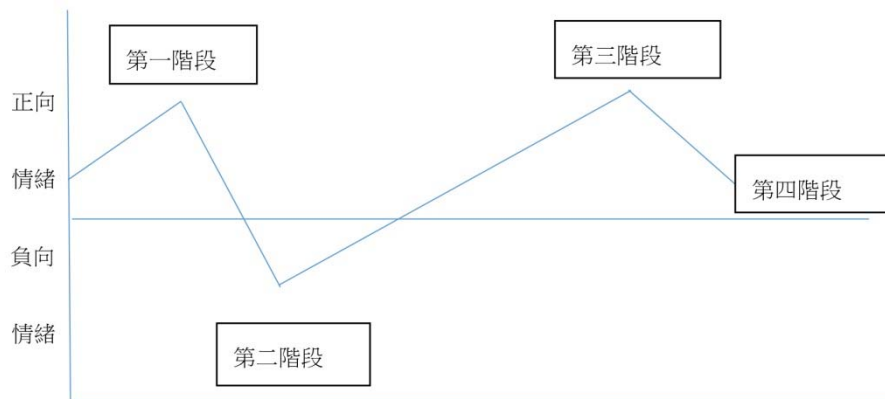 第一階段
第三階段
正向
情緒
第四階段
負向
情緒
第二階段